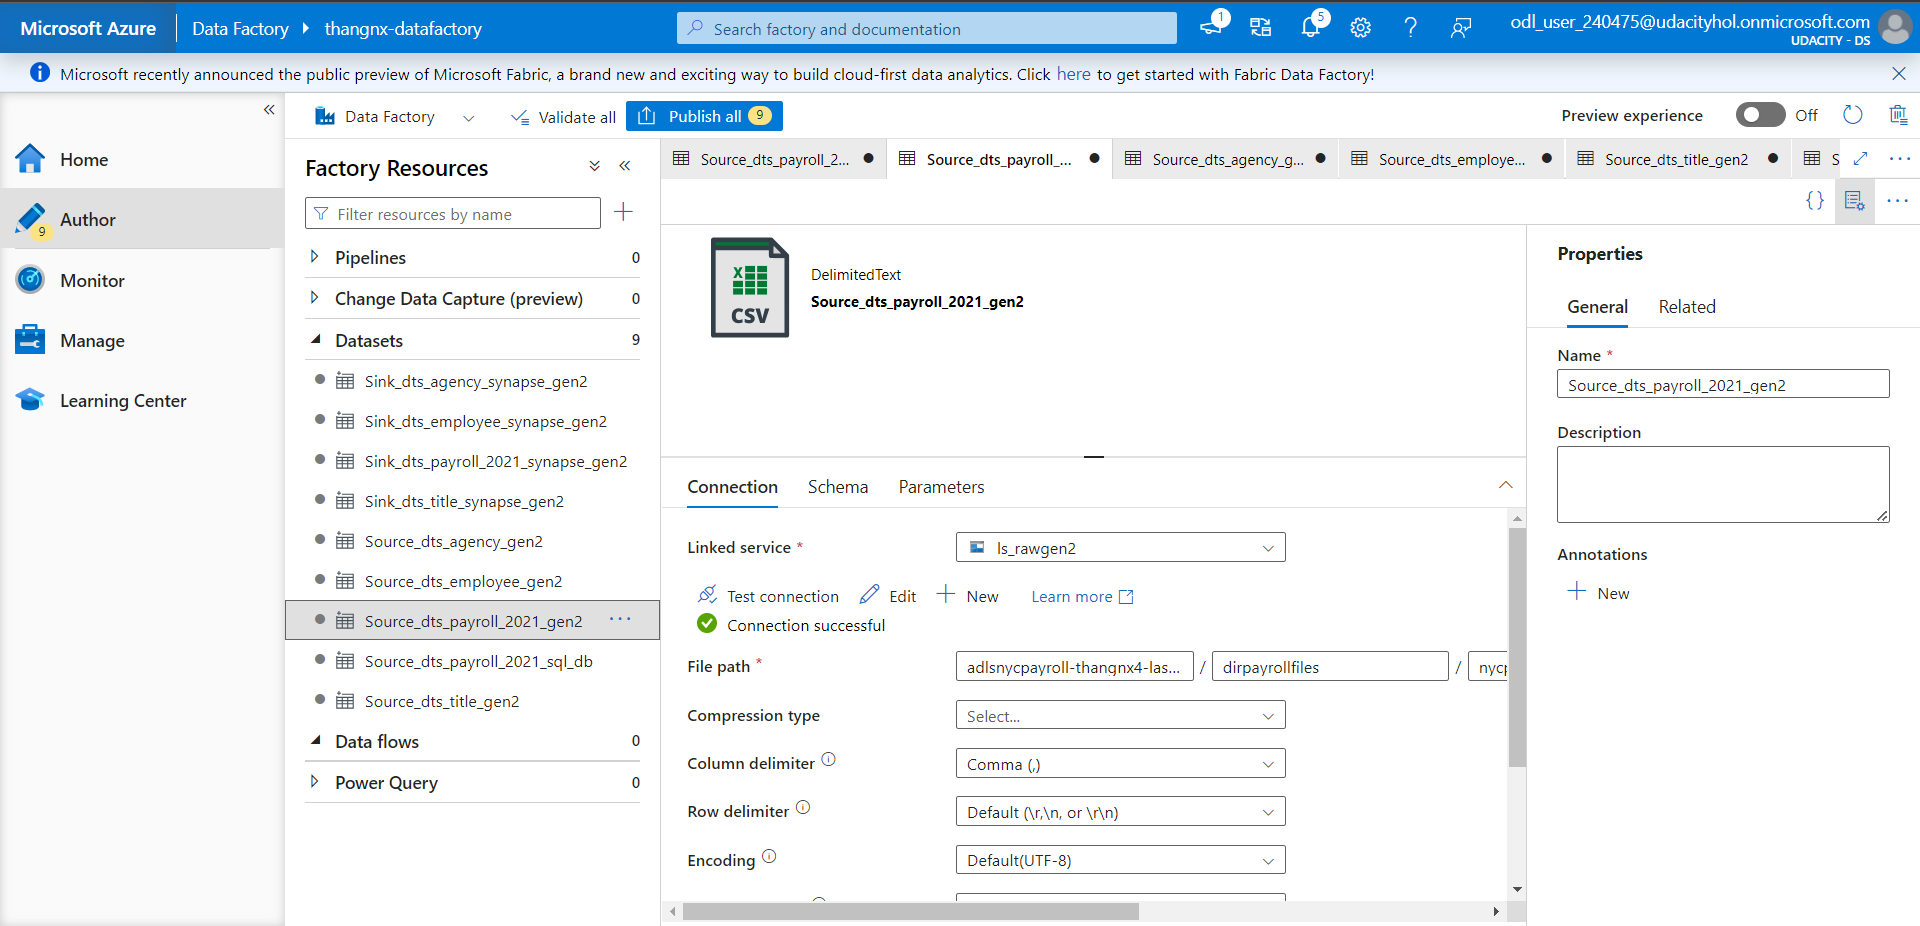 Microsoft Azure
Data Factory
thangnx-datafactory
Search factory and documentation
1
5
odl_user_240475@udacityhol.onmicrosoft.com
UDACITY - DS
Microsoft recently announced the public preview of Microsoft Fabric, a brand new and exciting way to build cloud-first data analytics. Click here to get started with Fabric Data Factory!
Home
Author
9
Monitor
Manage
Learning Center
Data Factory
Validate all
Publish all 9
Preview experience
Off
Factory Resources
Filter resources by name
Pipelines 0
Change Data Capture (preview) 0
Datasets 9
Sink_dts_agency_synapse_gen2
Sink_dts_employee_synapse_gen2
Sink_dts_payroll_2021_synapse_gen2
Sink_dts_title_synapse_gen2
Source_dts_agency_gen2
Source_dts_employee_gen2
Source_dts_payroll_2021_gen2 ...
Source_dts_payroll_2021_sql_db
Source_dts_title_gen2
Data flows 0
Power Query 0
Source_dts_payroll_2...
Source_dts_payroll_...
Source_dts_agency_g...
Source_dts_employe...
Source_dts_title_gen2
S
{}
CSV
DelimitedText
Source_dts_payroll_2021_gen2
Connection
Schema
Parameters
Linked service *
ls_rawgen2
Test connection
Edit
New
Learn more
Connection successful
File path *
adlsnycpayroll-thangnx4-las... / dirpayrollfiles / nycp
Compression type
Select...
Column delimiter
Comma (,)
Row delimiter
Default (\r,\n, or \r\n)
Encoding
Default(UTF-8)
Properties
General
Related
Name *
Source_dts_payroll_2021_gen2
Description
Annotations
New